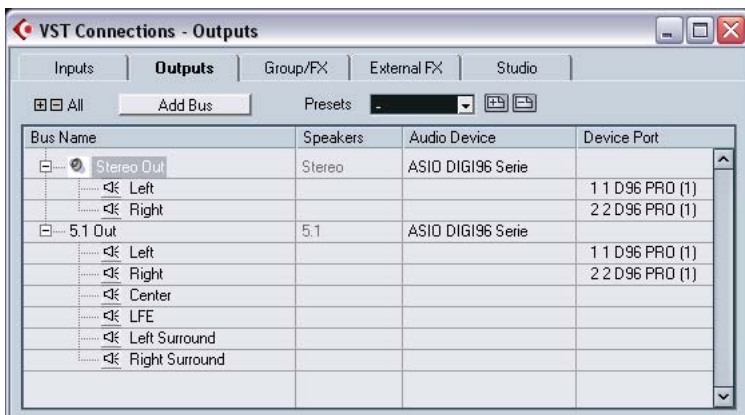 VST Connections - Outputs
Inputs Outputs Group/FX External FX Studio
All Add Bus Presets -
Bus Name Speakers Audio Device Device Port
Stereo Out Stereo ASIO DIGI96 Serie
Left 1 1 D96 PRO (1)
Right 2 2 D96 PRO (1)
5.1 Out 5.1 ASIO DIGI96 Serie
Left 1 1 D96 PRO (1)
Right 2 2 D96 PRO (1)
Center
LFE
Left Surround
Right Surround